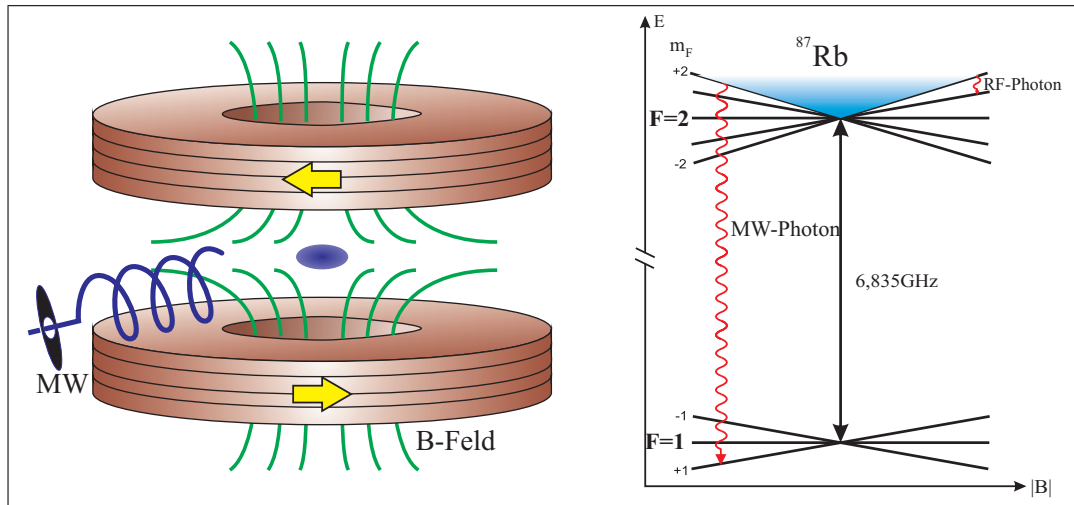 MW
B-Feld
E
⁸⁷Rb
m_F
+2
RF-Photon
F=2
-2
MW-Photon
6,835GHz
-1
F=1
+1
|B|